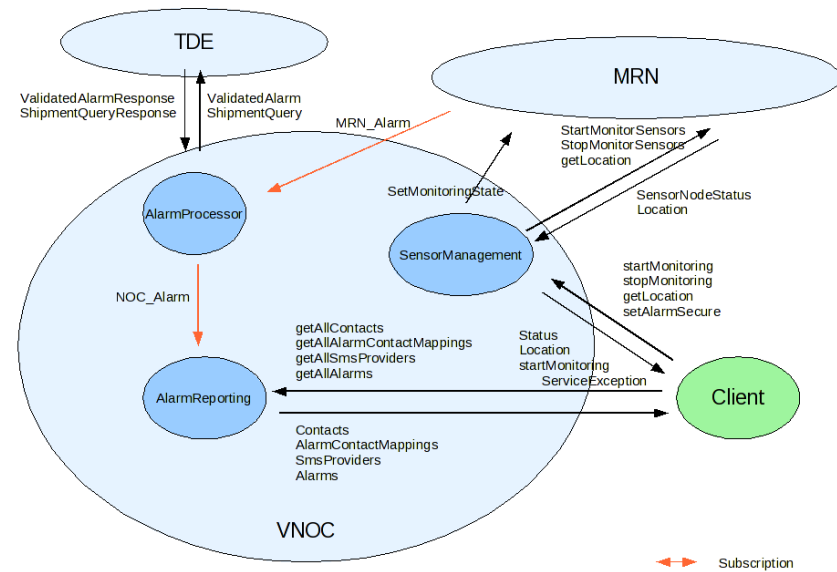 TDE
MRN
ValidatedAlarmResponse
ShipmentQueryResponse
ValidatedAlarm
ShipmentQuery
MRN_Alarm
StartMonitorSensors
StopMonitorSensors
getLocation
SetMonitoringState
SensorNodeStatus
Location
AlarmProcessor
SensorManagement
startMonitoring
stopMonitoring
getLocation
setAlarmSecure
NOC_Alarm
getAllContacts
getAllAlarmContactMappings
getAllSmsProviders
getAllAlarms
Status
Location
startMonitoring
ServiceException
AlarmReporting
Client
Contacts
AlarmContactMappings
SmsProviders
Alarms
VNOC
Subscription